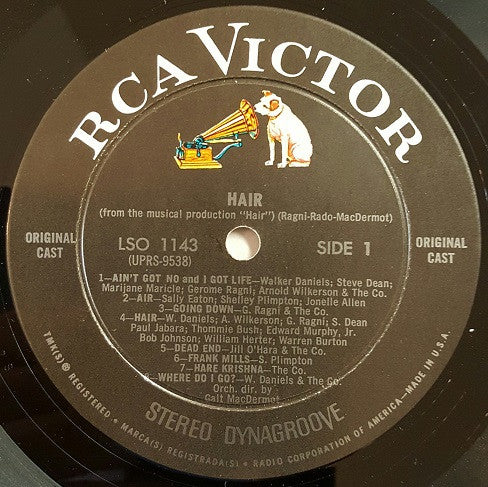 RCA VICTOR
HAIR
(from the musical production "Hair") (Ragni-Rado-MacDermot)
ORIGINAL
CAST
LSO 1143
(UPRS-9538)
SIDE 1
ORIGINAL
CAST
1—AIN'T GOT NO and I GOT LIFE—Walker Daniels; Steve Dean;
Marijane Maricle; Gerome Ragni; Arnold Wilkerson & The Co.
2—AIR—Sally Eaton; Shelley Plimpton; Jonelle Allen
3—GOING DOWN—G. Ragni & The Co.
4—HAIR—W. Daniels; A. Wilkerson; G. Ragni; S. Dean
Paul Jabara; Thommie Bush; Edward Murphy, Jr.
Bob Johnson; William Herter; Warren Burton
5—DEAD END—Jill O'Hara & The Co.
6—FRANK MILLS—S. Plimpton
7—HARE KRISHNA—The Co.
8—WHERE DO I GO?—W. Daniels & The Co.
Orch. dir. by
Galt MacDermot
STEREO DYNAGROOVE
TMK(S)® REGISTERED • MARCA(S) REGISTRADA(S) • RADIO CORPORATION OF AMERICA—MADE IN U.S.A.